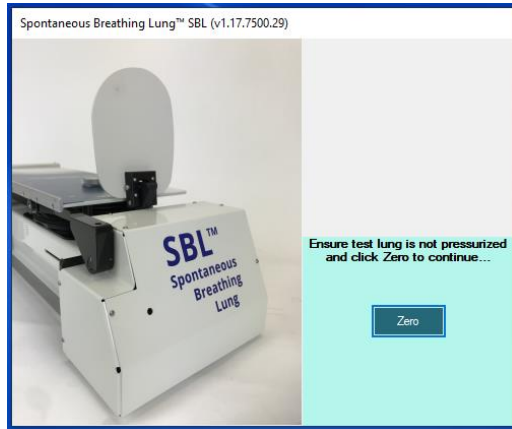 Spontaneous Breathing Lung™ SBL (v1.17.7500.29)
SBL™
Spontaneous
Breathing
Lung
Ensure test lung is not pressurized
and click Zero to continue...
Zero